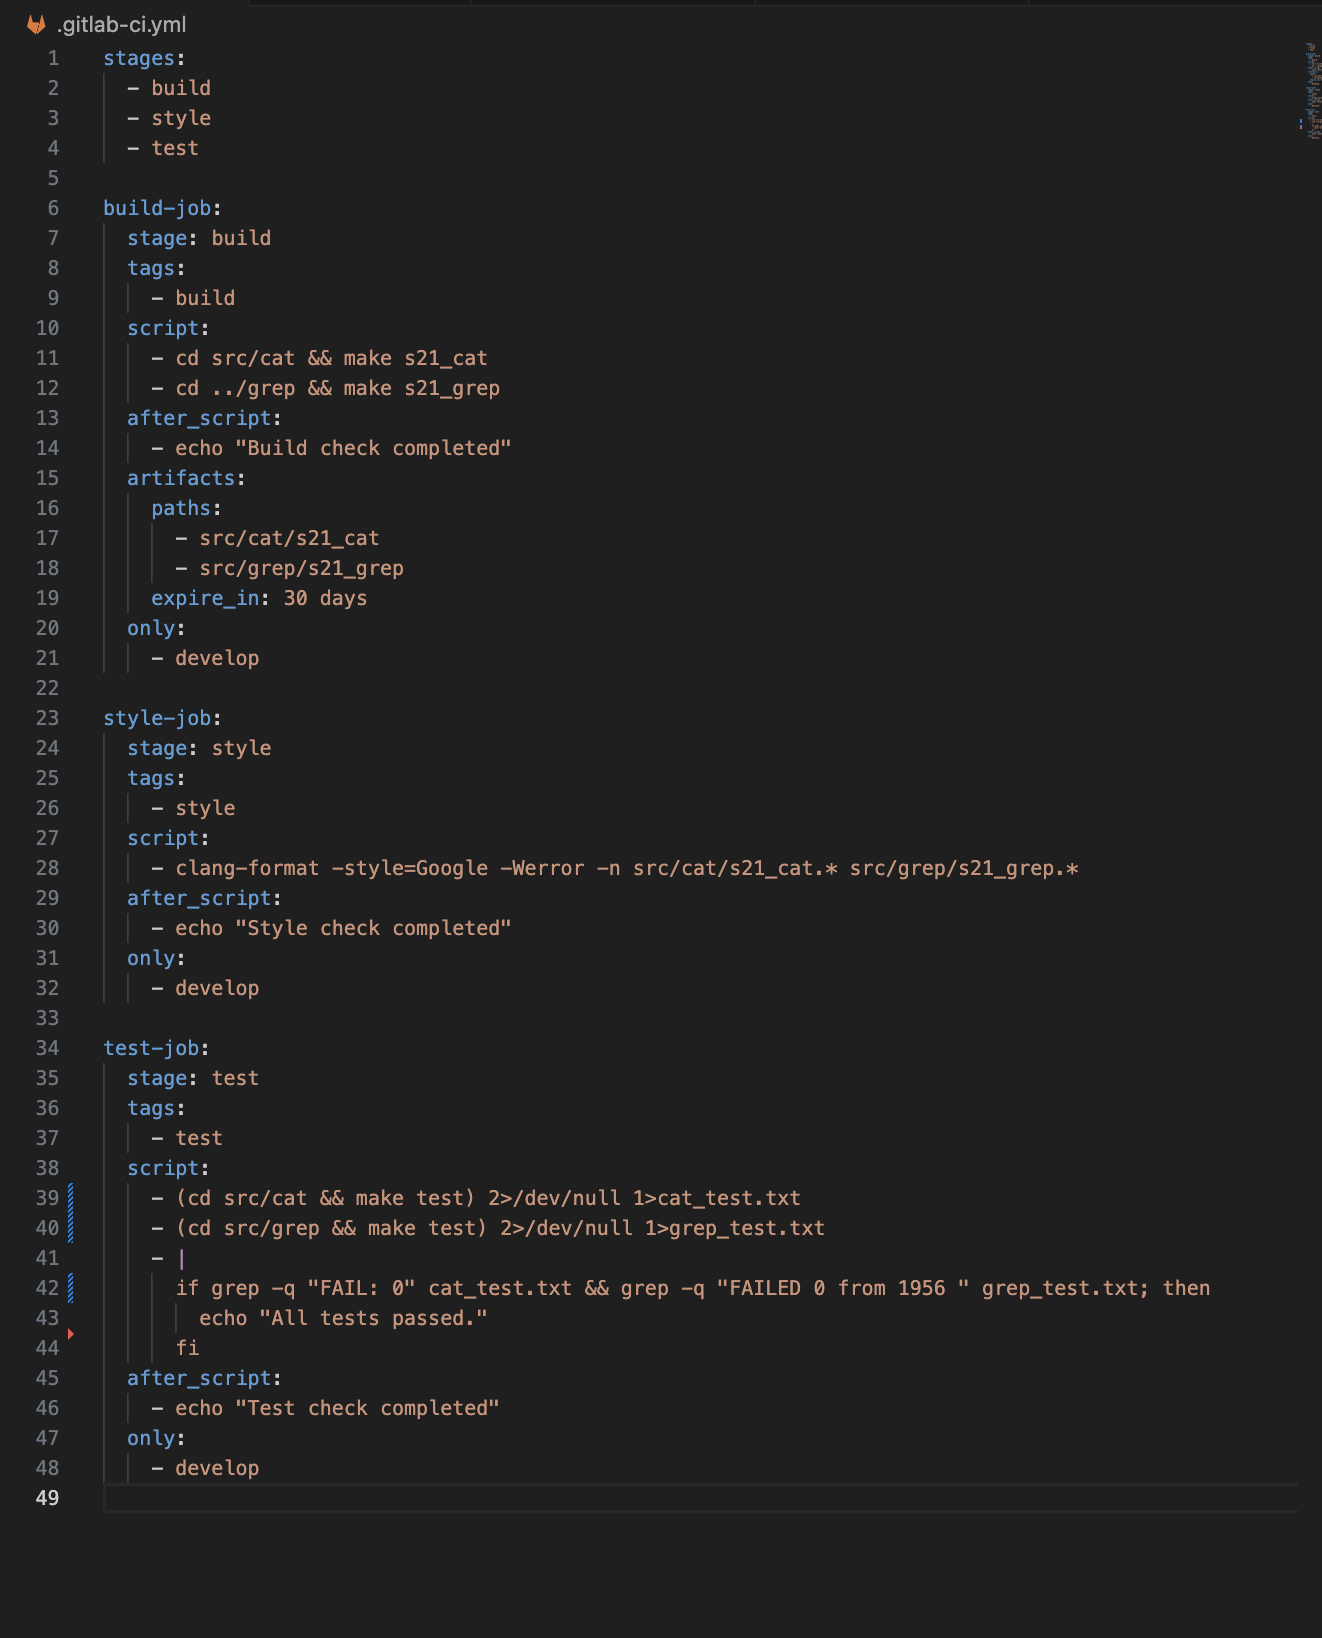 .gitlab-ci.yml
1 stages:
2 - build
3 - style
4 - test
5
6 build-job:
7 stage: build
8 tags:
9 - build
10 script:
11 - cd src/cat && make s21_cat
12 - cd ../grep && make s21_grep
13 after_script:
14 - echo "Build check completed"
15 artifacts:
16 paths:
17 - src/cat/s21_cat
18 - src/grep/s21_grep
19 expire_in: 30 days
20 only:
21 - develop
22
23 style-job:
24 stage: style
25 tags:
26 - style
27 script:
28 - clang-format -style=Google -Werror -n src/cat/s21_cat.* src/grep/s21_grep.*
29 after_script:
30 - echo "Style check completed"
31 only:
32 - develop
33
34 test-job:
35 stage: test
36 tags:
37 - test
38 script:
39 - (cd src/cat && make test) 2>/dev/null 1>cat_test.txt
40 - (cd src/grep && make test) 2>/dev/null 1>grep_test.txt
41 - |
42 if grep -q "FAIL: 0" cat_test.txt && grep -q "FAILED 0 from 1956 " grep_test.txt; then
43 echo "All tests passed."
44 fi
45 after_script:
46 - echo "Test check completed"
47 only:
48 - develop
49